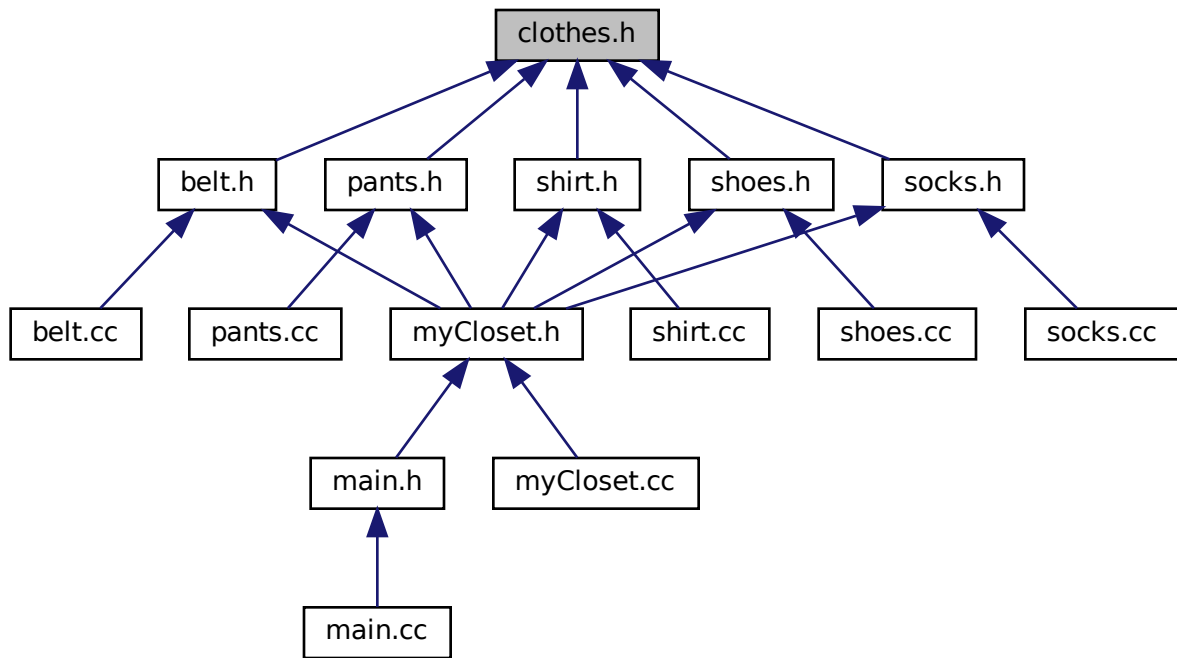 clothes.h
belt.h
pants.h
shirt.h
shoes.h
socks.h
belt.cc
pants.cc
myCloset.h
shirt.cc
shoes.cc
socks.cc
main.h
myCloset.cc
main.cc